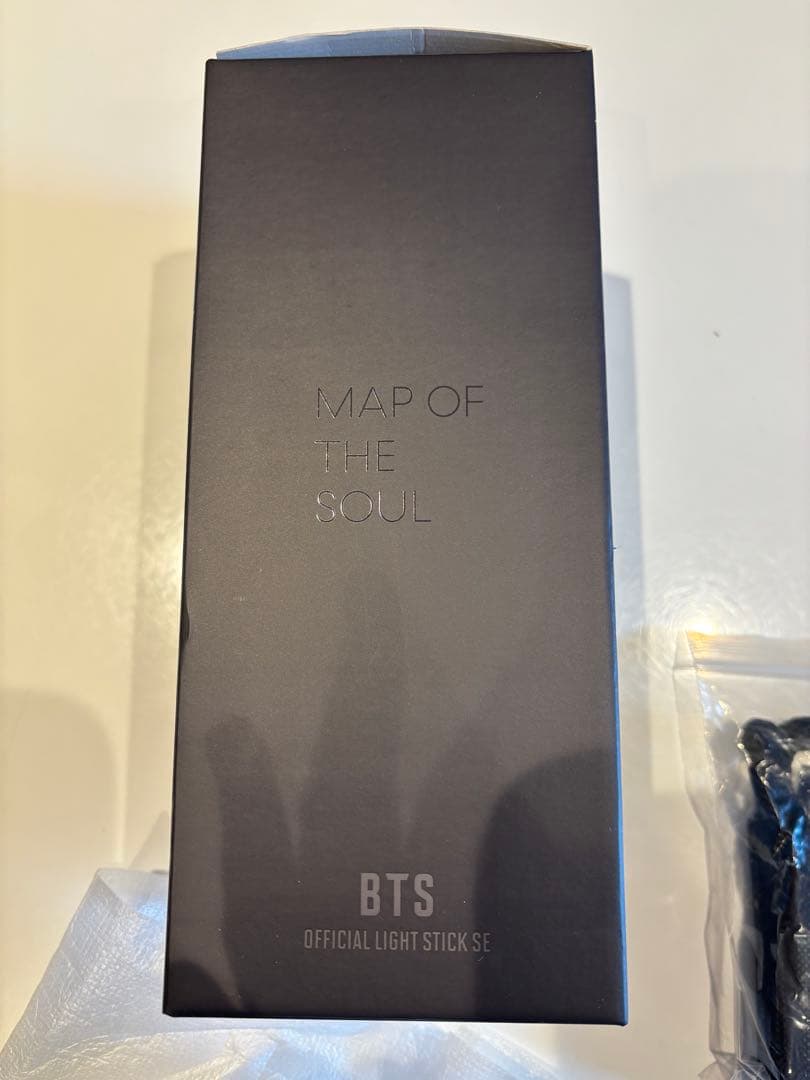 MAP OF
THE
SOUL
BTS
OFFICIAL LIGHT STICK SE